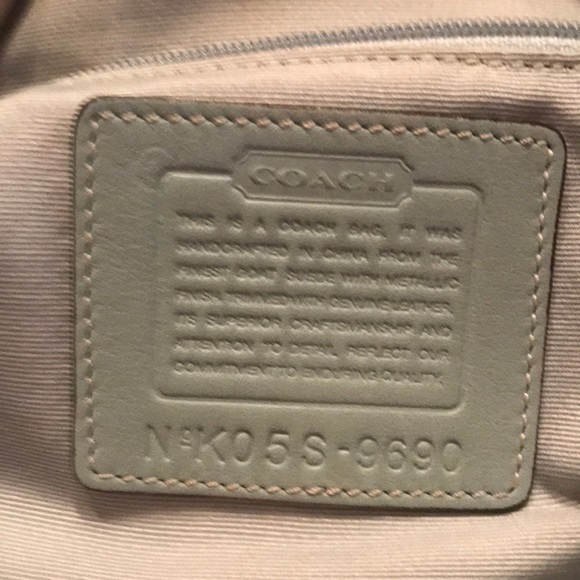 COACH
THIS IS A COACH BAG. IT WAS
HANDCRAFTED IN CHINA FROM THE
FINEST GOAT SUEDE WITH METALLIC
FINISH TRIMMED WITH GENUINE LEATHER.
ITS SUPERIOR CRAFTSMANSHIP AND
ATTENTION TO DETAIL, REFLECT OUR
COMMITMENT TO ENDURING QUALITY.
Nº K05S-9690